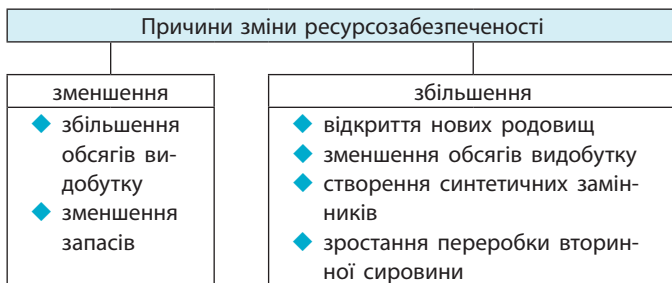 Причини зміни ресурсозабезпеченості
зменшення
збільшення
обсягів ви-
добутку
зменшення
запасів
збільшення
відкриття нових родовищ
зменшення обсягів видобутку
створення синтетичних замін-
ників
зростання переробки вторин-
ної сировини